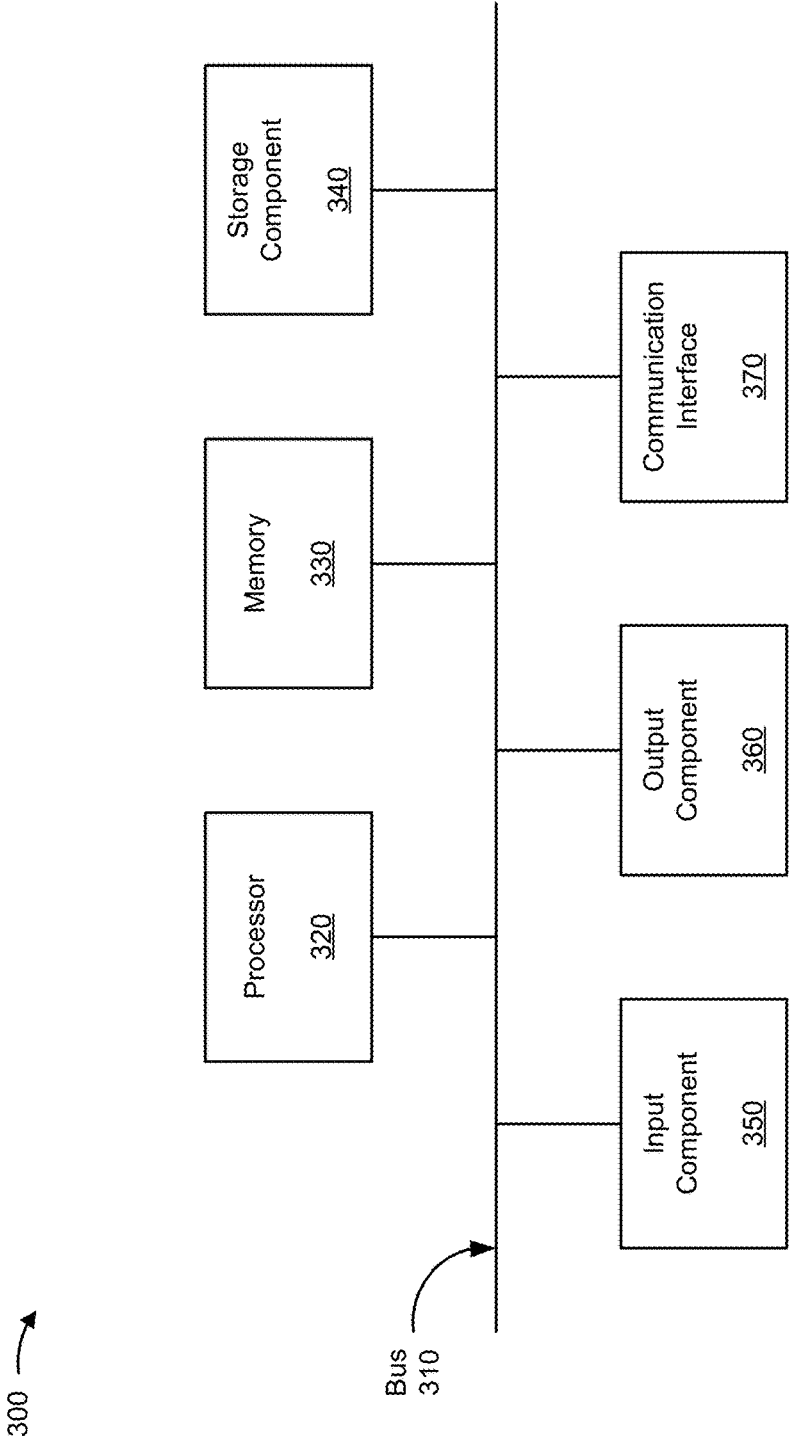 300
Processor
320
Memory
330
Storage
Component
340
Bus
310
Input
Component
350
Output
Component
360
Communication
Interface
370